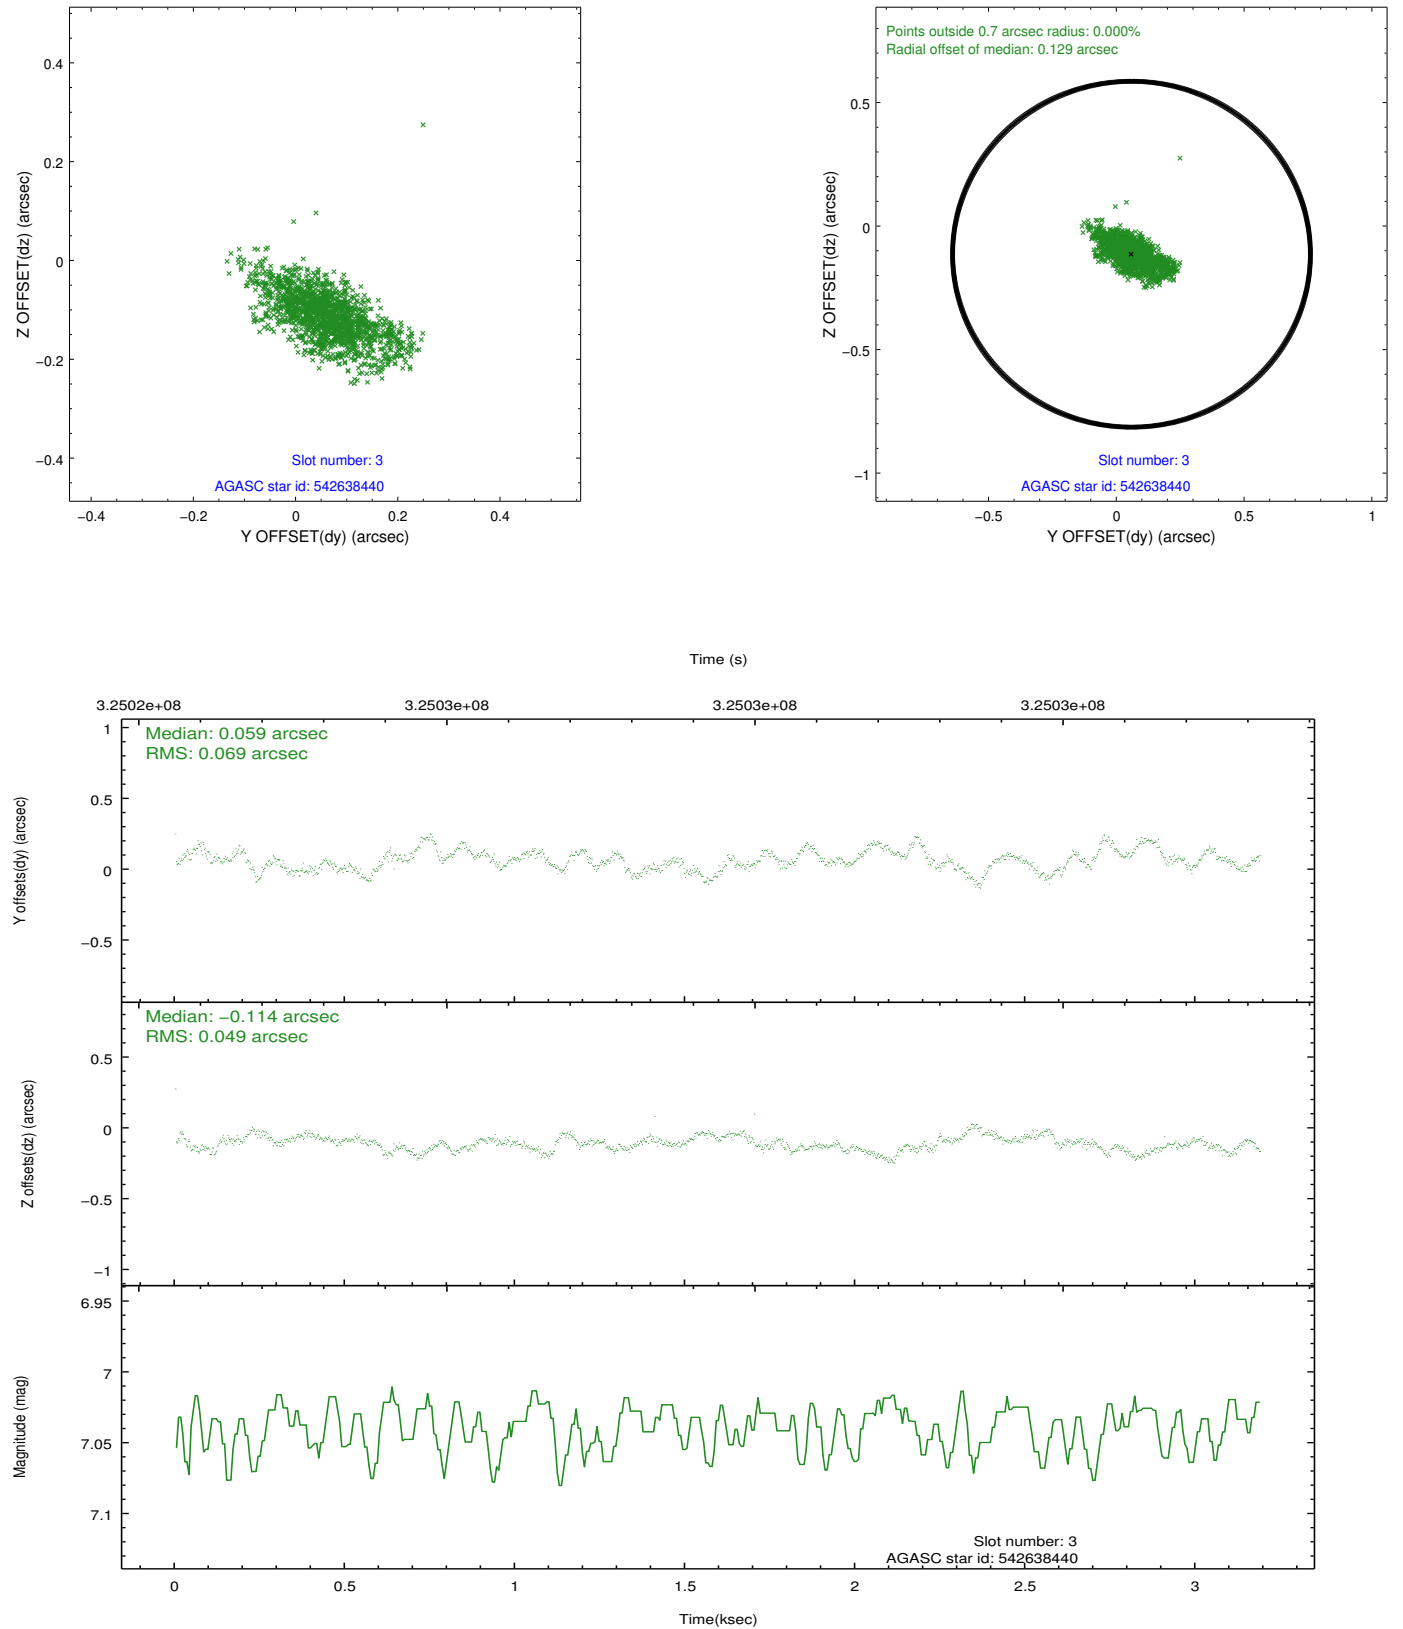 0.4
0.2
0
−0.2
−0.4
Z OFFSET(dz) (arcsec)
Slot number: 3
AGASC star id: 542638440
−0.4 −0.2 0 0.2 0.4
Y OFFSET(dy) (arcsec)
Points outside 0.7 arcsec radius: 0.000%
Radial offset of median: 0.129 arcsec
0.5
0
−0.5
−1
Z OFFSET(dz) (arcsec)
Slot number: 3
AGASC star id: 542638440
−0.5 0 0.5 1
Y OFFSET(dy) (arcsec)
Time (s)
3.2502e+08 3.2503e+08 3.2503e+08 3.2503e+08
Median: 0.059 arcsec
RMS: 0.069 arcsec
1
0.5
0
−0.5
Y offsets(dy) (arcsec)
Median: −0.114 arcsec
RMS: 0.049 arcsec
0.5
0
−0.5
−1
Z offsets(dz) (arcsec)
6.95
7
7.05
7.1
Magnitude (mag)
Slot number: 3
AGASC star id: 542638440
0 0.5 1 1.5 2 2.5 3
Time(ksec)